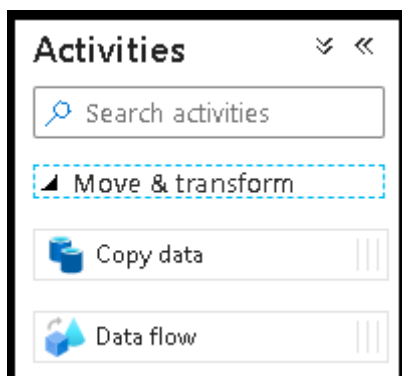 Activities
Search activities
Move & transform
Copy data
Data flow